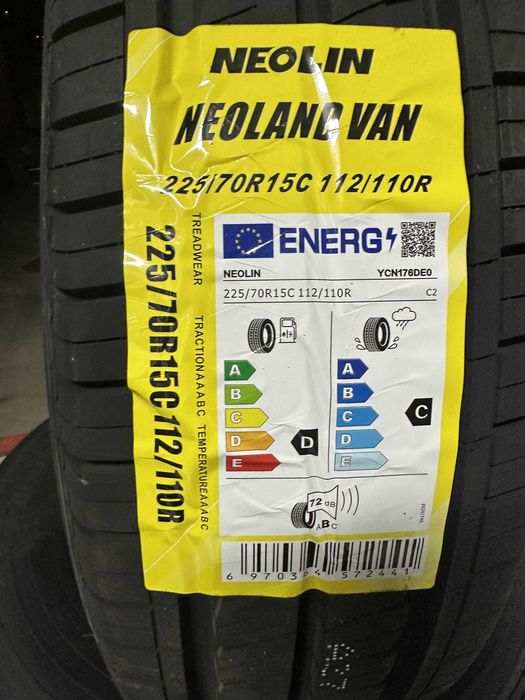 NEOLIN
NEOLAND VAN
225/70R15C 112/110R
TREADWEAR TRACTIONAAABC TEMPERATUREAAABC
225/70R15C 112/110R
ENERG
NEOLIN YCN176DE0
225/70R15C 112/110R C2
A
B
C
D
E
D
A
B
C
D
E
C
72 dB
ABC
6 970364 572441